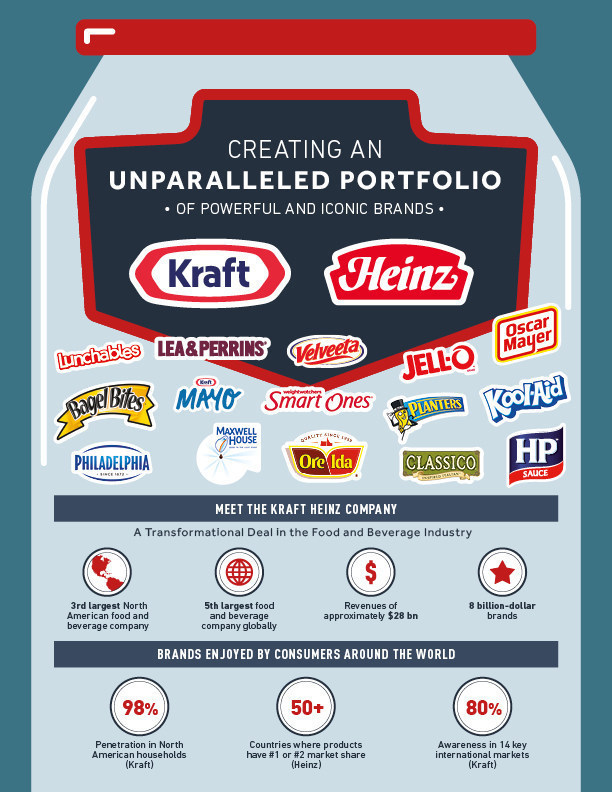 CREATING AN
UNPARALLELED PORTFOLIO
• OF POWERFUL AND ICONIC BRANDS •
Kraft
Heinz
Lunchables
LEA & PERRINS
Velveeta
JELL-O
Oscar
Mayer
Bagel Bites
Kraft
MAYO
weightwatchers
Smart Ones
PLANTERS
Kool-Aid
PHILADELPHIA
• SINCE 1872 •
MAXWELL
HOUSE
QUALITY SINCE 1952
Ore Ida
CLASSICO
HP
SAUCE
MEET THE KRAFT HEINZ COMPANY
A Transformational Deal in the Food and Beverage Industry
3rd largest North
American food and
beverage company
5th largest food
and beverage
company globally
$
Revenues of
approximately $28 bn
8 billion-dollar
brands
BRANDS ENJOYED BY CONSUMERS AROUND THE WORLD
98%
Penetration in North
American households
(Kraft)
50+
Countries where products
have #1 or #2 market share
(Heinz)
80%
Awareness in 14 key
international markets
(Kraft)